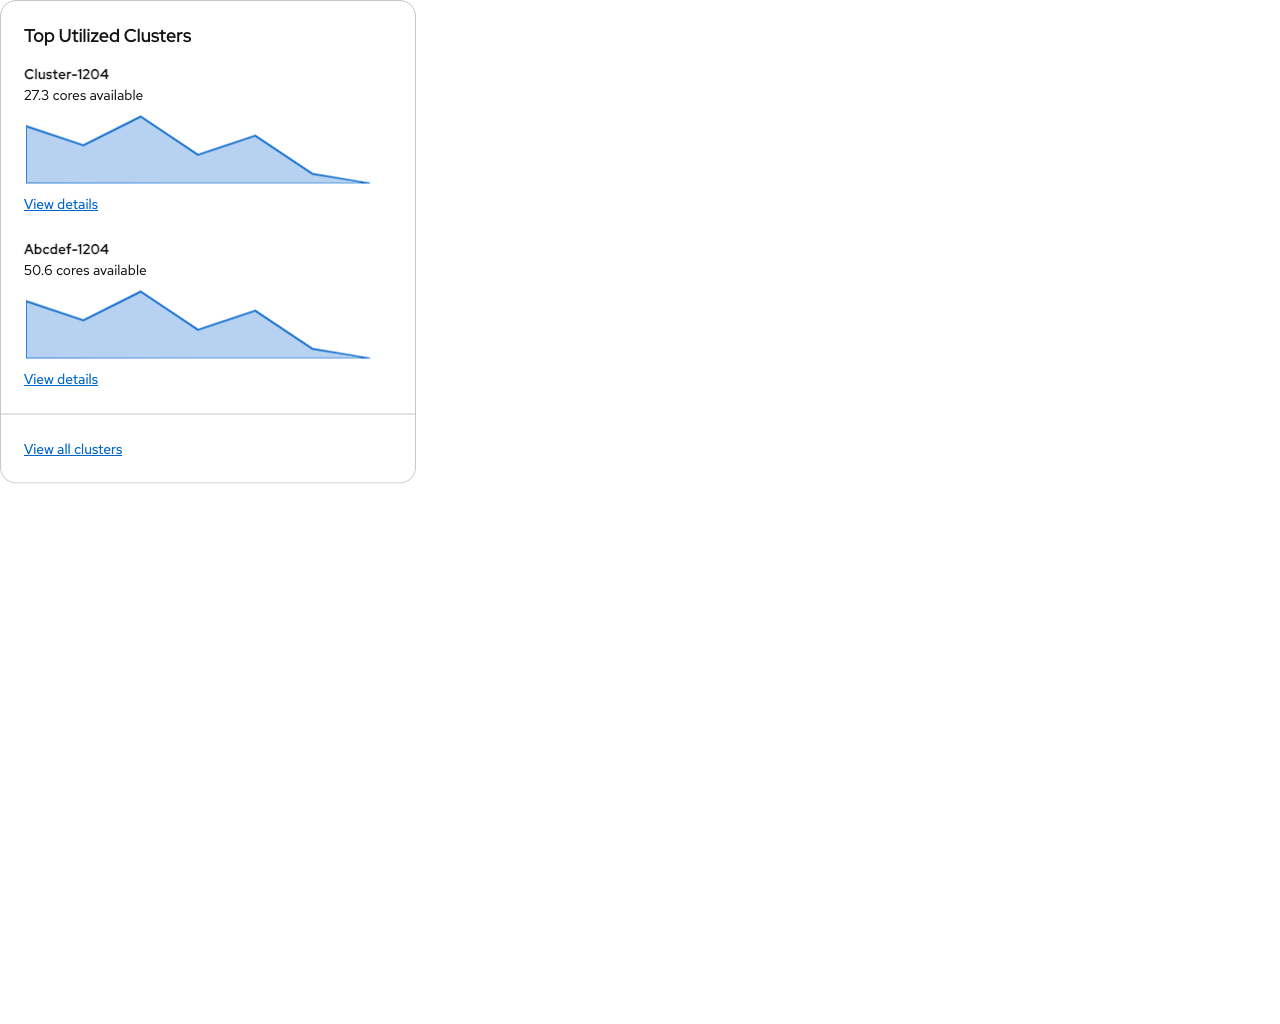 Top Utilized Clusters
Cluster-1204
27.3 cores available
View details
Abcdef-1204
50.6 cores available
View details
View all clusters